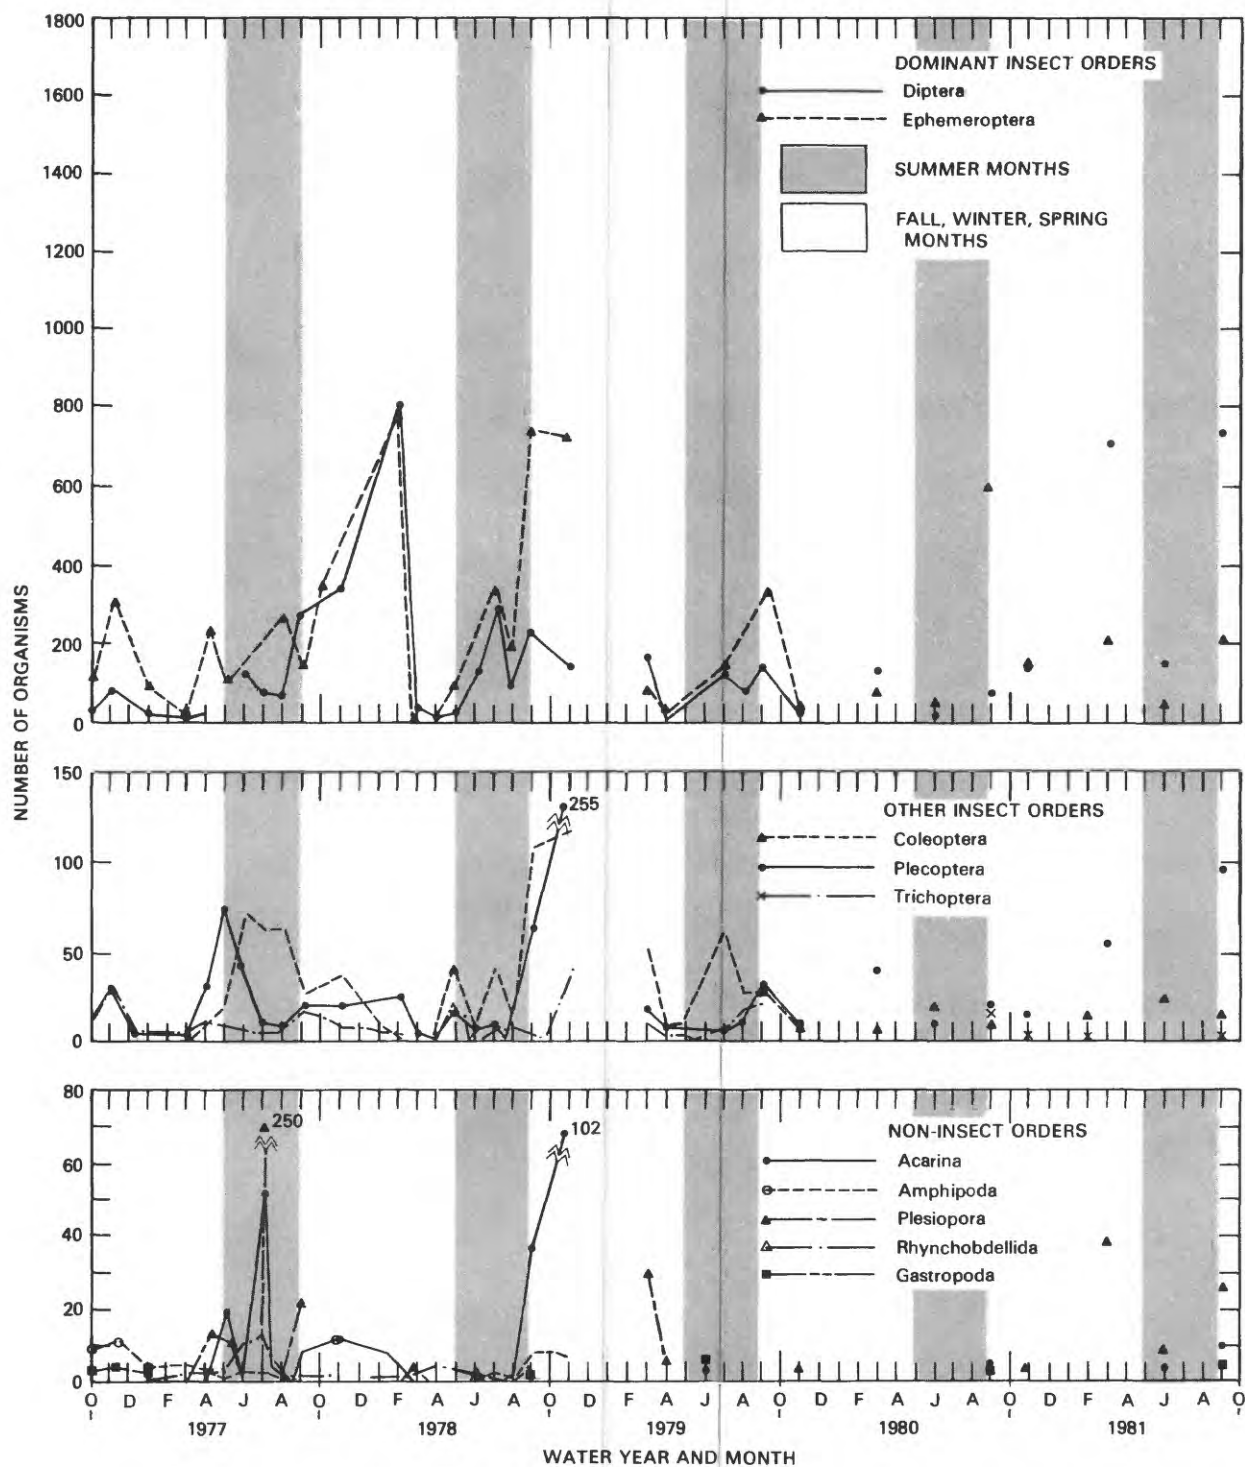 1800
1600
1400
1200
1000
800
600
400
200
0
DOMINANT INSECT ORDERS
Diptera
Ephemeroptera
SUMMER MONTHS
FALL, WINTER, SPRING
MONTHS
NUMBER OF ORGANISMS
150
100
50
0
255
OTHER INSECT ORDERS
Coleoptera
Plecoptera
Trichoptera
80
60
40
20
0
250
102
NON-INSECT ORDERS
Acarina
Amphipoda
Plesiopora
Rhynchobdellida
Gastropoda
O D F A J A O D F A J A O D F A J A O D F A J A O D F A J A O
1977 1978 1979 1980 1981
WATER YEAR AND MONTH